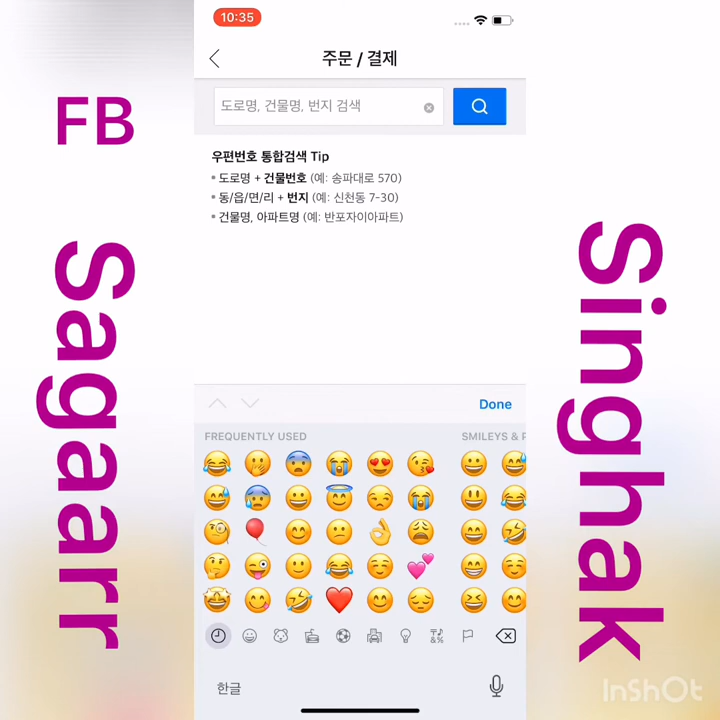 10:35
주문 / 결제
도로명, 건물명, 번지 검색
우편번호 통합검색 Tip
• 도로명 + 건물번호 (예: 송파대로 570)
• 동/읍/면/리 + 번지 (예: 신천동 7-30)
• 건물명, 아파트명 (예: 반포자이아파트)
Done
FREQUENTLY USED
SMILEYS & P
한글
FB
Sagaarr
Singhak
InShOt